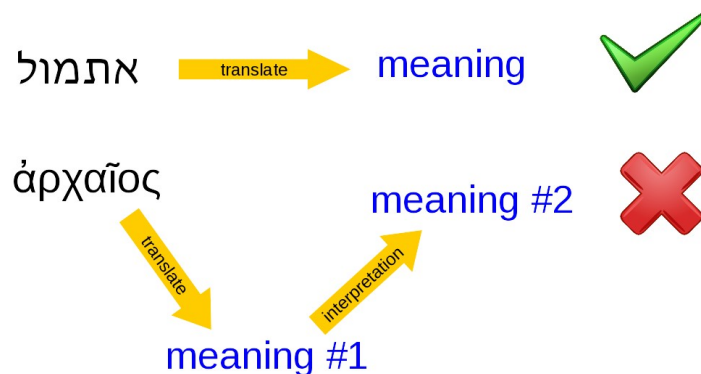 אתמול translate meaning
ἀρχαῖος
meaning #2
translate
interpretation
meaning #1